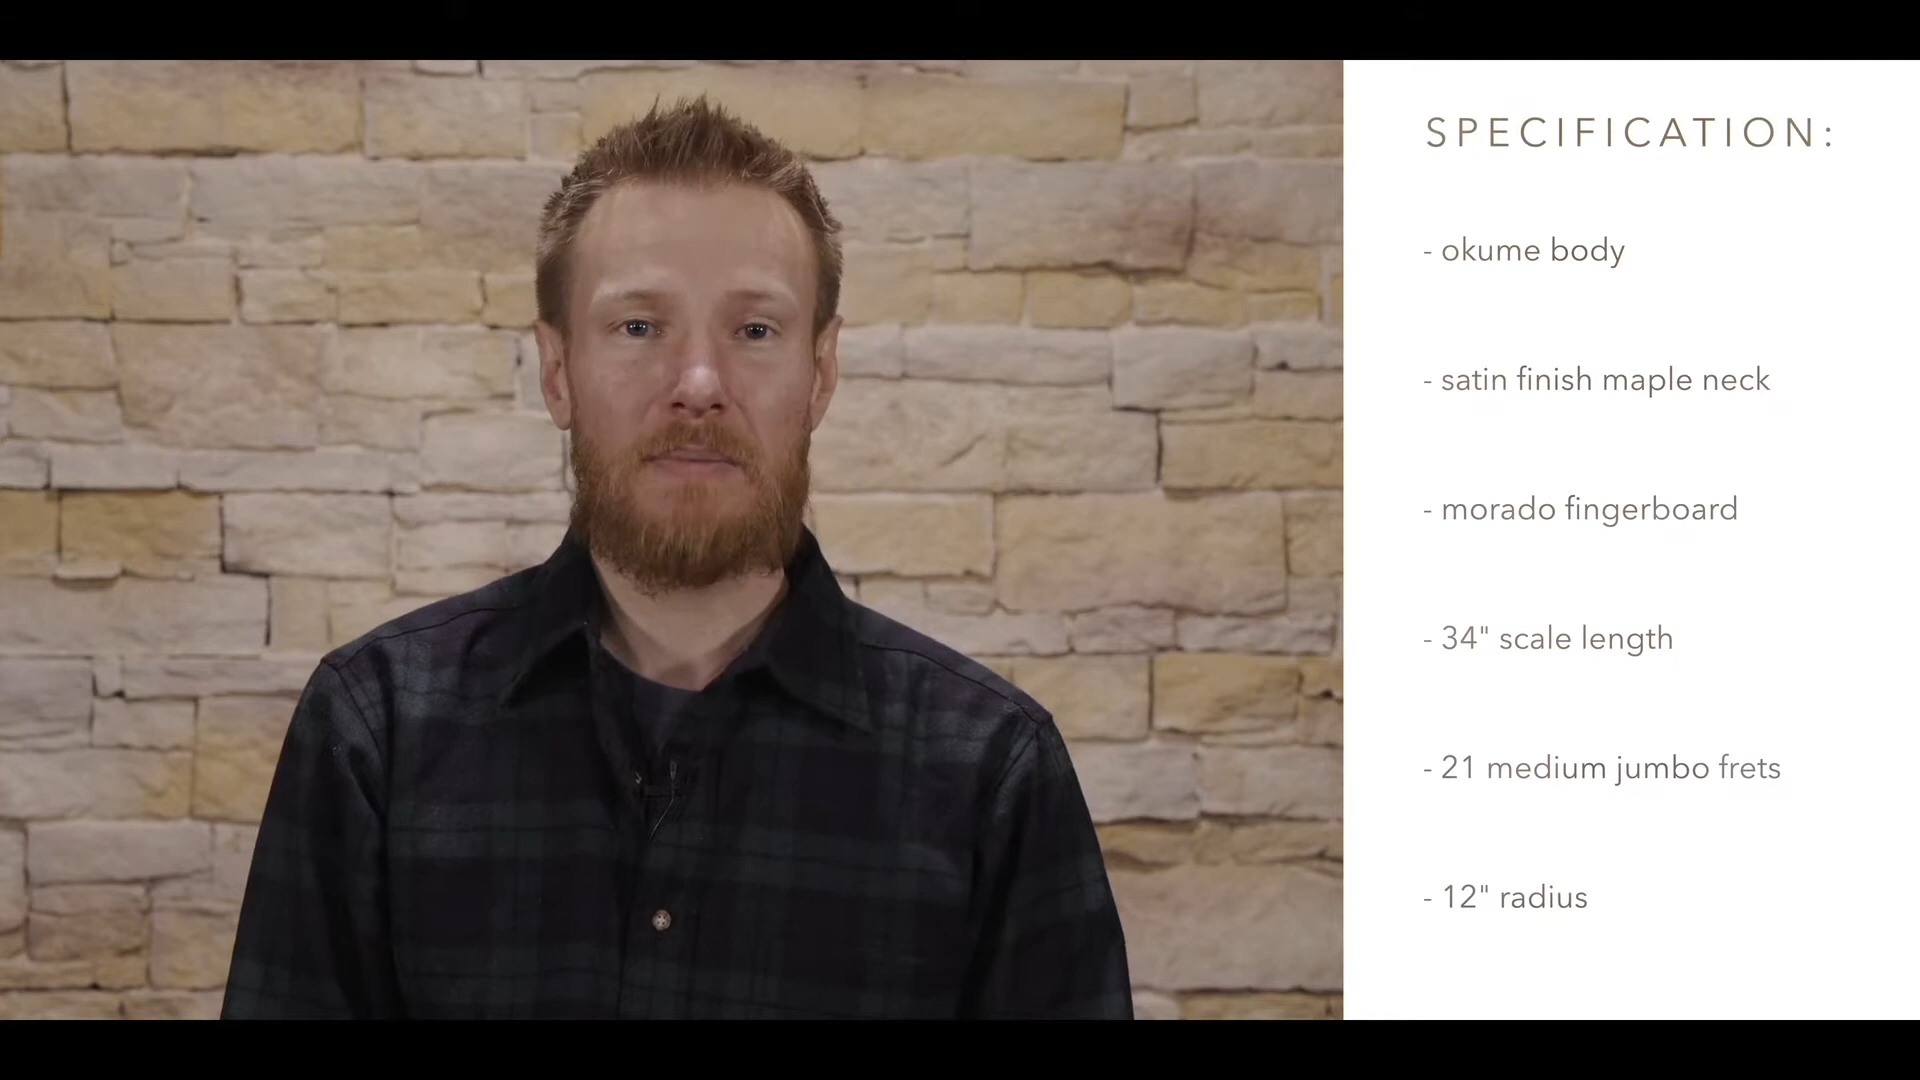 SPECIFICATION:
- okume body
- satin finish maple neck
- morado fingerboard
- 34" scale length
- 21 medium jumbo frets
- 12" radius